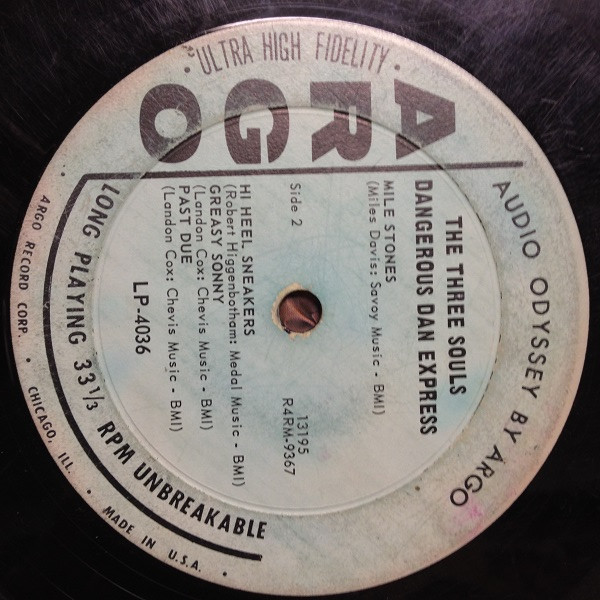 • ULTRA HIGH FIDELITY •
ARGO
AUDIO ODYSSEY BY ARGO
THE THREE SOULS
DANGEROUS DAN EXPRESS
MILE STONES
(Miles Davis: Savoy Music - BMI)
Side 2
13195
R4RM-9367
HI HEEL SNEAKERS
(Robert Higgenbotham: Medal Music - BMI)
GREASY SONNY
(Landon Cox: Chevis Music - BMI)
PAST DUE
(Landon Cox: Chevis Music - BMI)
LP-4036
LONG PLAYING 33 1/3 RPM UNBREAKABLE
ARGO RECORD CORP. • CHICAGO, ILL. • MADE IN U.S.A. •